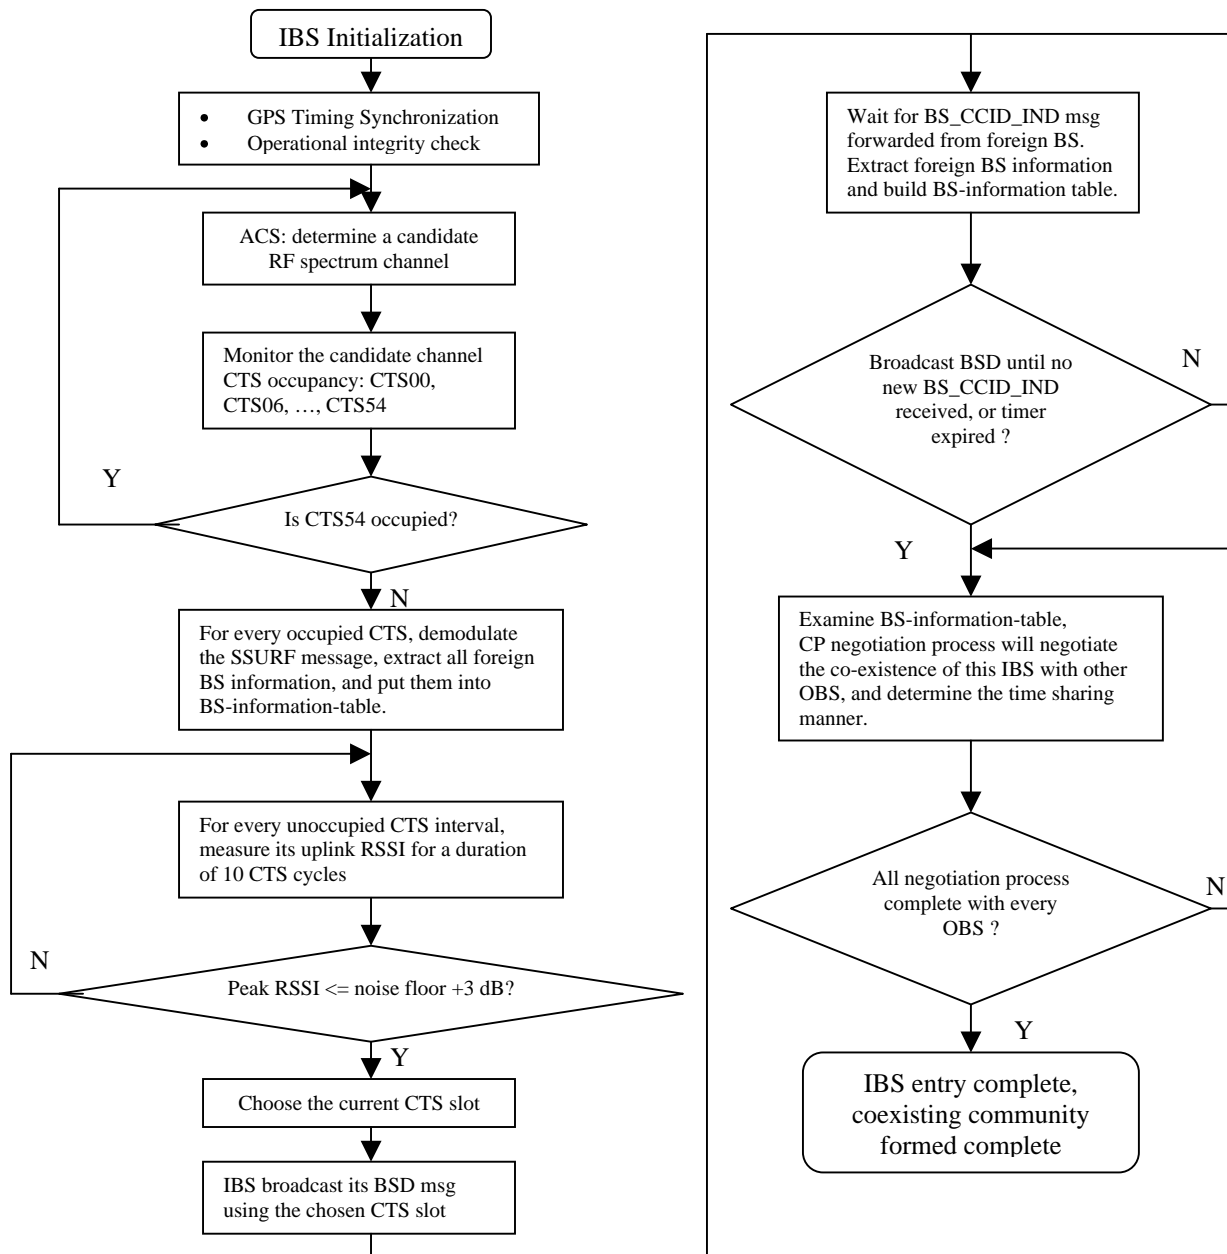 IBS Initialization
• GPS Timing Synchronization
• Operational integrity check
ACS: determine a candidate
RF spectrum channel
Monitor the candidate channel
CTS occupancy: CTS00,
CTS06, …, CTS54
Y
Is CTS54 occupied?
N
For every occupied CTS, demodulate
the SSURF message, extract all foreign
BS information, and put them into
BS-information-table.
For every unoccupied CTS interval,
measure its uplink RSSI for a duration
of 10 CTS cycles
N
Peak RSSI <= noise floor +3 dB?
Y
Choose the current CTS slot
IBS broadcast its BSD msg
using the chosen CTS slot
Wait for BS_CCID_IND msg
forwarded from foreign BS.
Extract foreign BS information
and build BS-information table.
Broadcast BSD until no
new BS_CCID_IND
received, or timer
expired ?
N
Y
Examine BS-information-table,
CP negotiation process will negotiate
the co-existence of this IBS with other
OBS, and determine the time sharing
manner.
All negotiation process
complete with every
OBS ?
N
Y
IBS entry complete,
coexisting community
formed complete